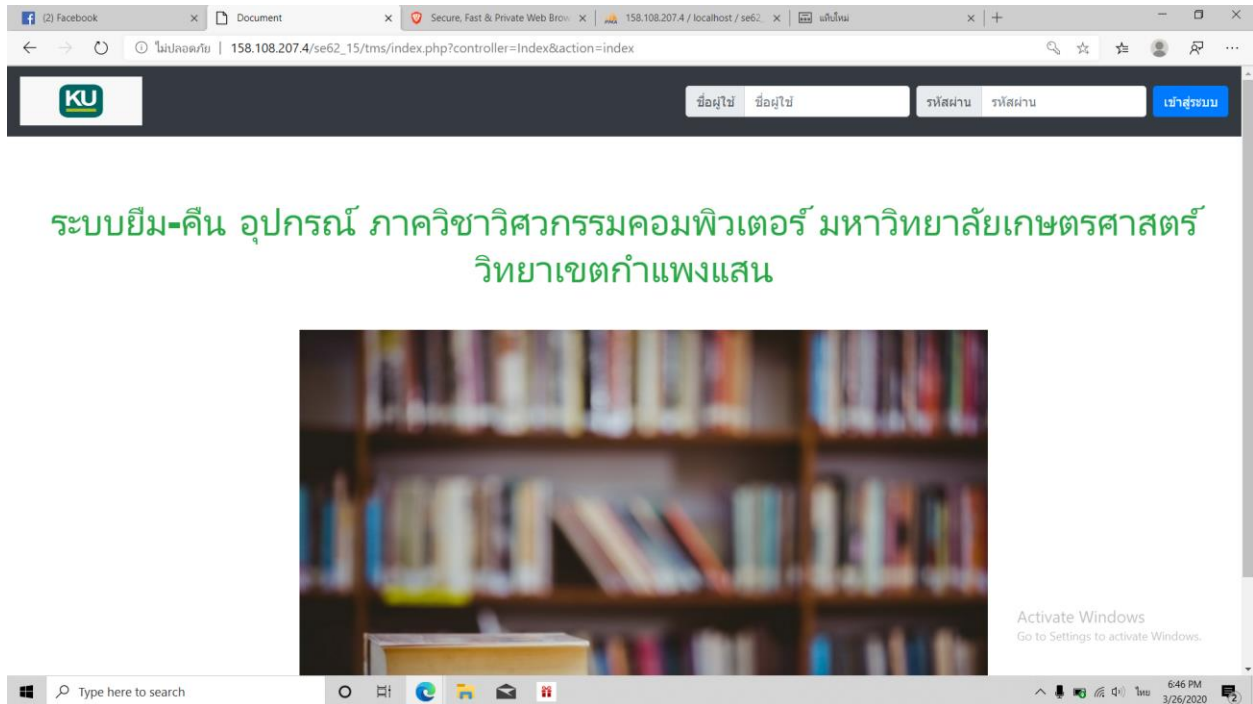 (2) Facebook
Document
Secure, Fast & Private Web Brow
158.108.207.4 / localhost / se62_
แท็บใหม่
ไม่ปลอดภัย | 158.108.207.4/se62_15/tms/index.php?controller=Index&action=index
KU
ชื่อผู้ใช้ ชื่อผู้ใช้ รหัสผ่าน รหัสผ่าน เข้าสู่ระบบ
ระบบยืม-คืน อุปกรณ์ ภาควิชาวิศวกรรมคอมพิวเตอร์ มหาวิทยาลัยเกษตรศาสตร์
วิทยาเขตกำแพงแสน
Activate Windows
Go to Settings to activate Windows.
Type here to search
ไทย
6:46 PM
3/26/2020
2